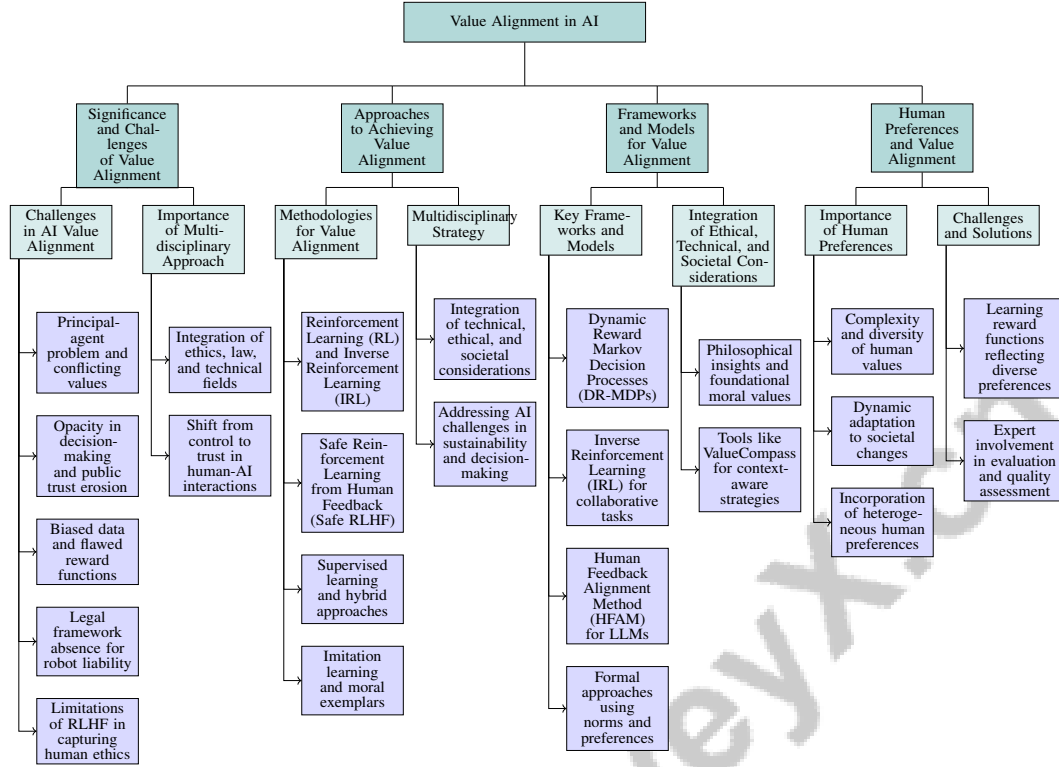 Value Alignment in AI
Significance
and Chal-
lenges
of Value
Alignment
Approaches
to Achieving
Value
Alignment
Frameworks
and Models
for Value
Alignment
Human
Preferences
and Value
Alignment
Challenges
in AI Value
Alignment
Importance
of Multi-
disciplinary
Approach
Methodologies
for Value
Alignment
Multidisciplinary
Strategy
Key Frame-
works and
Models
Integration
of Ethical,
Technical, and
Societal Con-
siderations
Importance
of Human
Preferences
Challenges
and Solutions
Principal-
agent
problem and
conflicting
values
Opacity in
decision-
making
and public
trust erosion
Biased data
and flawed
reward
functions
Legal
framework
absence for
robot liability
Limitations
of RLHF in
capturing
human ethics
Integration of
ethics, law,
and technical
fields
Shift from
control to
trust in
human-AI
interactions
Reinforcement
Learning (RL)
and Inverse
Reinforcement
Learning
(IRL)
Safe Rein-
forcement
Learning
from Human
Feedback
(Safe RLHF)
Supervised
learning
and hybrid
approaches
Imitation
learning
and moral
exemplars
Integration
of technical,
ethical, and
societal
considerations
Addressing AI
challenges in
sustainability
and decision-
making
Dynamic
Reward
Markov
Decision
Processes
(DR-MDPs)
Inverse
Reinforcement
Learning
(IRL) for
collaborative
tasks
Human
Feedback
Alignment
Method
(HFAM)
for LLMs
Formal
approaches
using
norms and
preferences
Philosophical
insights and
foundational
moral values
Tools like
ValueCompass
for context-
aware
strategies
Complexity
and diversity
of human
values
Dynamic
adaptation
to societal
changes
Incorporation
of heteroge-
neous human
preferences
Learning
reward
functions
reflecting
diverse
preferences
Expert
involvement
in evaluation
and quality
assessment